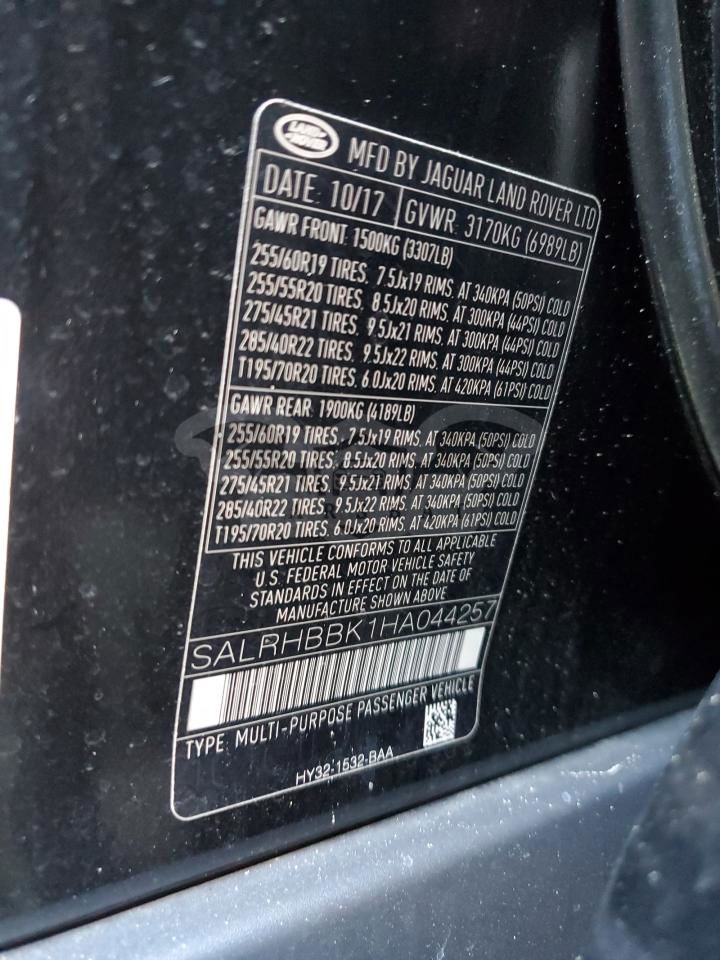 LAND ROVER
MFD BY JAGUAR LAND ROVER LTD
DATE: 10/17 GVWR: 3170KG (6989LB)
GAWR FRONT: 1500KG (3307LB)
255/60R19 TIRES, 7.5Jx19 RIMS, AT 340KPA (50PSI) COLD
255/55R20 TIRES, 8.5Jx20 RIMS, AT 300KPA (44PSI) COLD
275/45R21 TIRES, 9.5Jx21 RIMS, AT 300KPA (44PSI) COLD
285/40R22 TIRES, 9.5Jx22 RIMS, AT 300KPA (44PSI) COLD
T195/70R20 TIRES, 6.0Jx20 RIMS, AT 420KPA (61PSI) COLD
GAWR REAR: 1900KG (4189LB)
255/60R19 TIRES, 7.5Jx19 RIMS, AT 340KPA (50PSI) COLD
255/55R20 TIRES, 8.5Jx20 RIMS, AT 340KPA (50PSI) COLD
275/45R21 TIRES, 9.5Jx21 RIMS, AT 340KPA (50PSI) COLD
285/40R22 TIRES, 9.5Jx22 RIMS, AT 340KPA (50PSI) COLD
T195/70R20 TIRES, 6.0Jx20 RIMS, AT 420KPA (61PSI) COLD
THIS VEHICLE CONFORMS TO ALL APPLICABLE
U.S. FEDERAL MOTOR VEHICLE SAFETY
STANDARDS IN EFFECT ON THE DATE OF
MANUFACTURE SHOWN ABOVE
SALRHBBK1HA044257
TYPE: MULTI-PURPOSE PASSENGER VEHICLE
HY32-1532-BAA